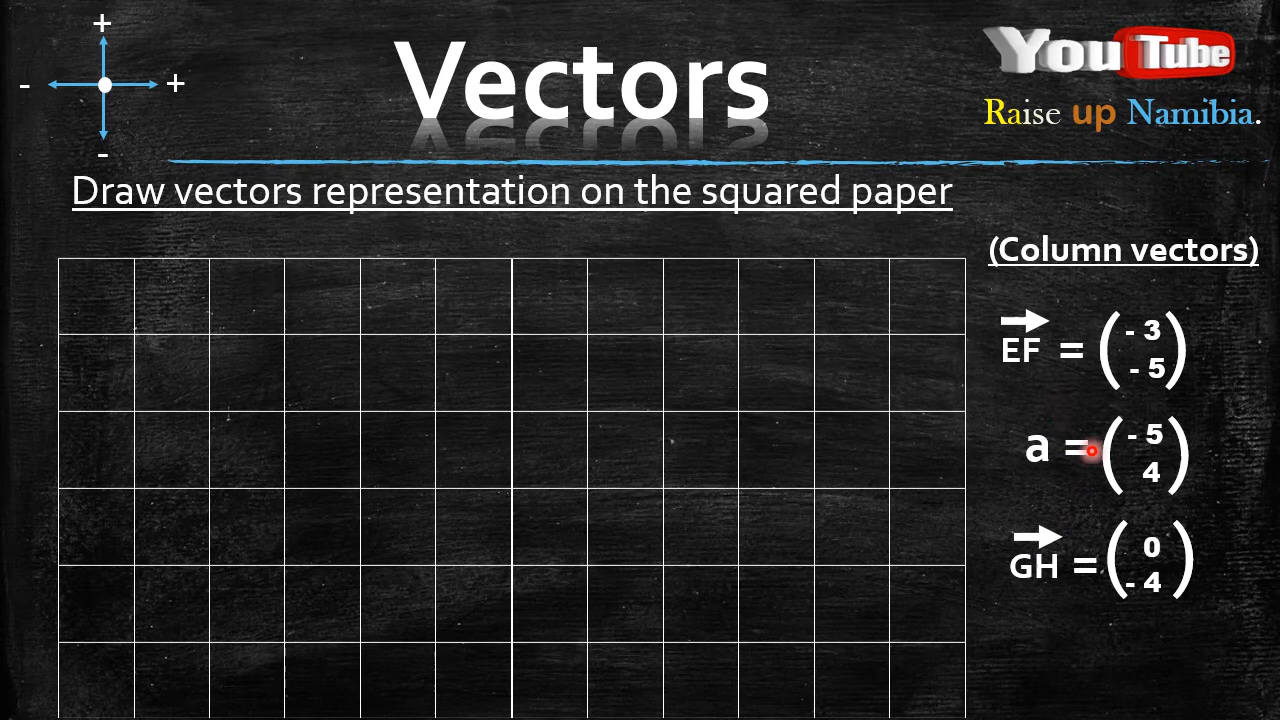 +
- +
-
Vectors
YouTube
Raise up Namibia.
Draw vectors representation on the squared paper
(Column vectors)
EF = (- 3
- 5)
a = (- 5
4)
GH = (0
- 4)